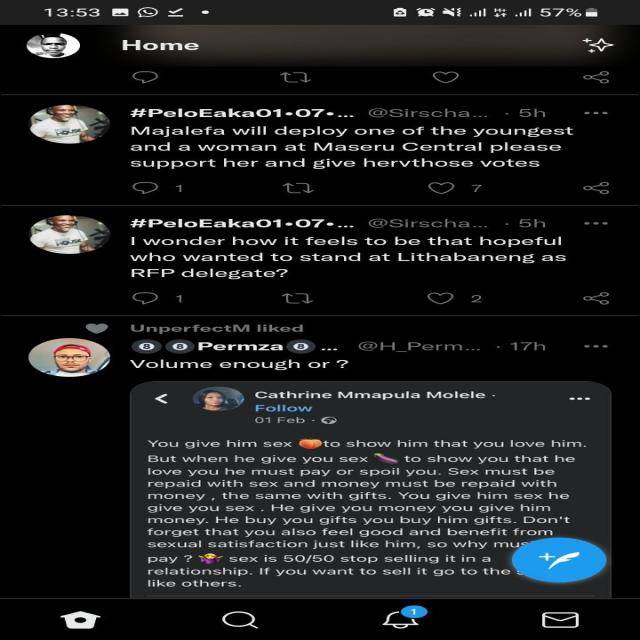 13:53
57%
Home
#PeloEaka01•07•... @Sirscha... · 5h
Majalefa will deploy one of the youngest
and a woman at Maseru Central please
support her and give hervthose votes
1 7
#PeloEaka01•07•... @Sirscha... · 5h
I wonder how it feels to be that hopeful
who wanted to stand at Lithabaneng as
RFP delegate?
1 2
UnperfectM liked
8 8 Permza 8 ... @H_Perm... · 17h
Volume enough or ?
Cathrine Mmapula Molele ·
Follow
01 Feb ·
You give him sex 🍑to show him that you love him.
But when he give you sex 🍆 to show you that he
love you he must pay or spoil you. Sex must be
repaid with sex and money must be repaid with
money , the same with gifts. You give him sex he
give you sex . He give you money you give him
money. He buy you gifts you buy him gifts. Don't
forget that you also feel good and benefit from
sexual satisfaction just like him, so why
pay ? 🤷‍♀️ sex is 50/50 stop selling it in a
relationship. If you want to sell it go to the
like others.
1